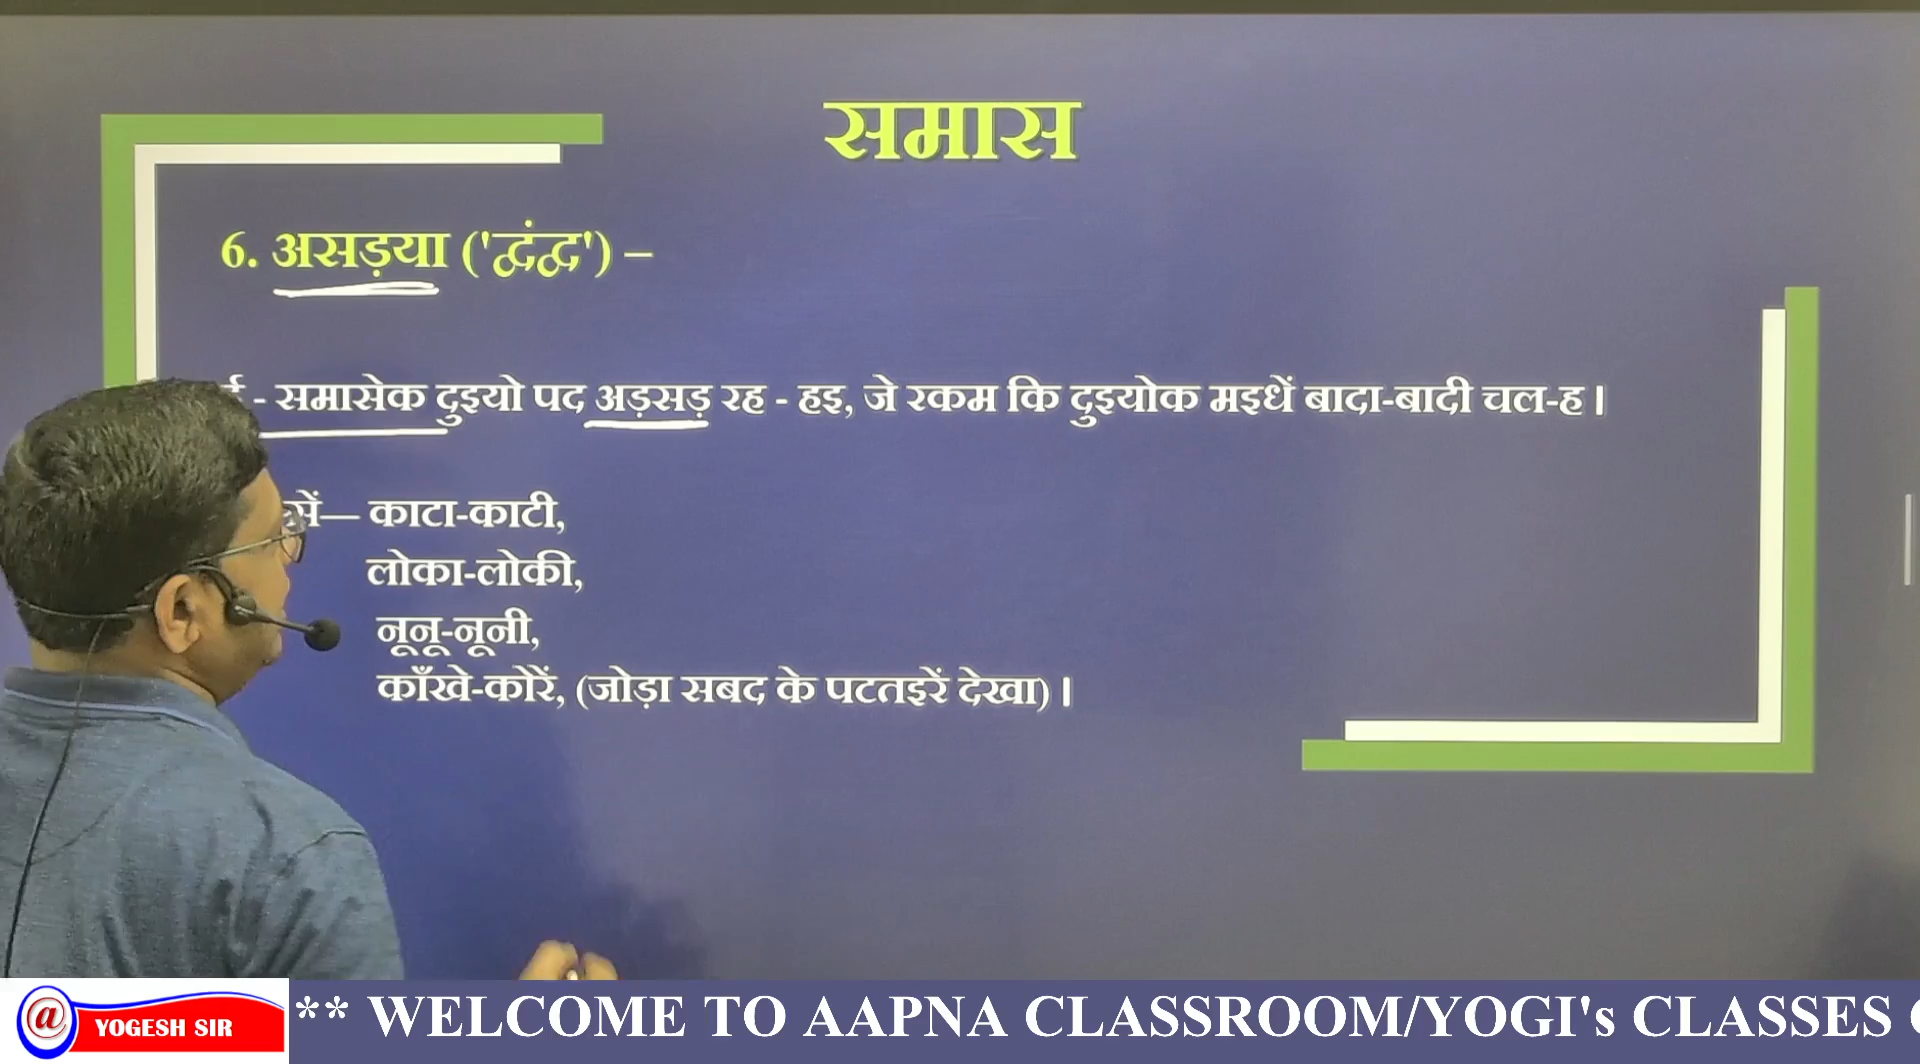 समास
6. असड़या ('द्वंद्व') –
- समासेक दुइयो पद अड़सड़ रह - हइ, जे रकम कि दुइयोक मइधें बादा-बादी चल-ह।
काटा-काटी,
लोका-लोकी,
नूनू-नूनी,
काँखे-कोरें, (जोड़ा सबद के पटतइरें देखा)।
@ YOGESH SIR
** WELCOME TO AAPNA CLASSROOM/YOGI's CLASSES